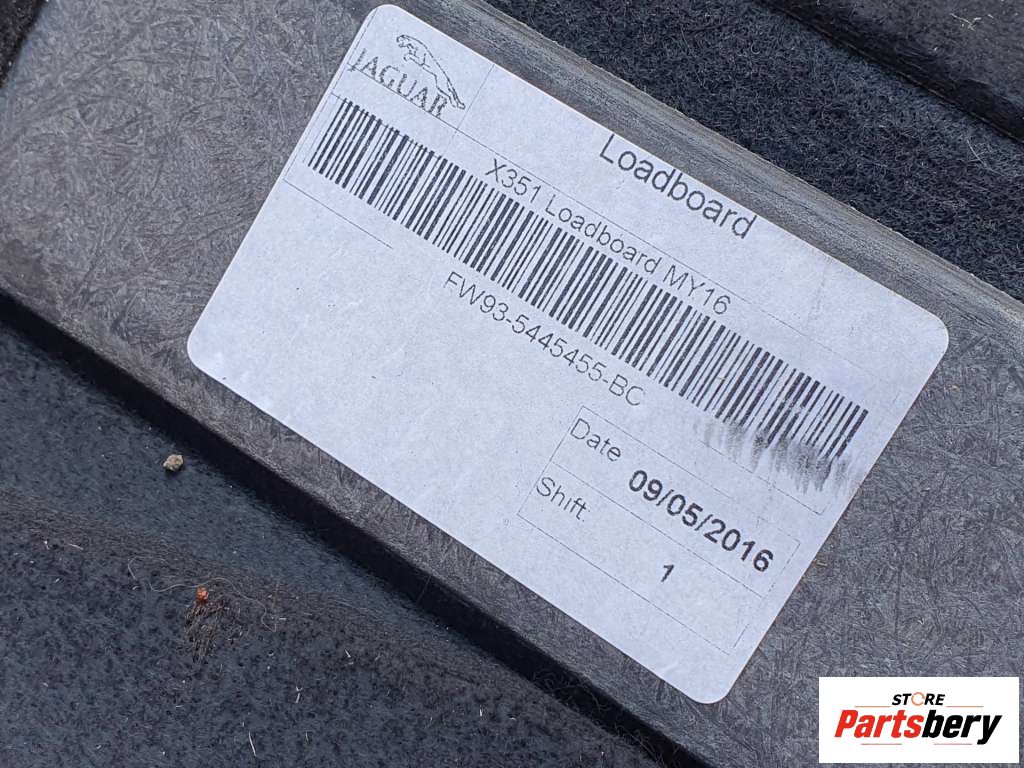 JAGUAR
Loadboard
X351 Loadboard MY16
FW93-5445455-BC
Date 09/05/2016
Shift. 1
STORE
Partsbery